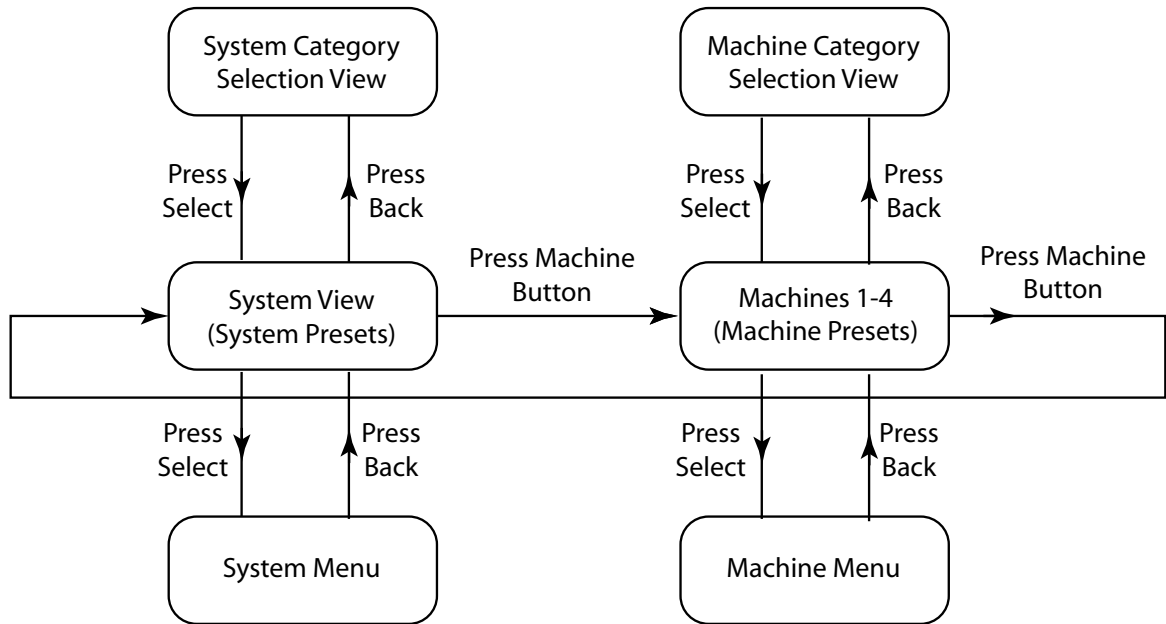 System Category
Selection View
Machine Category
Selection View
Press
Select
Press
Back
Press
Select
Press
Back
System View
(System Presets)
Press Machine
Button
Machines 1-4
(Machine Presets)
Press Machine
Button
Press
Select
Press
Back
Press
Select
Press
Back
System Menu
Machine Menu